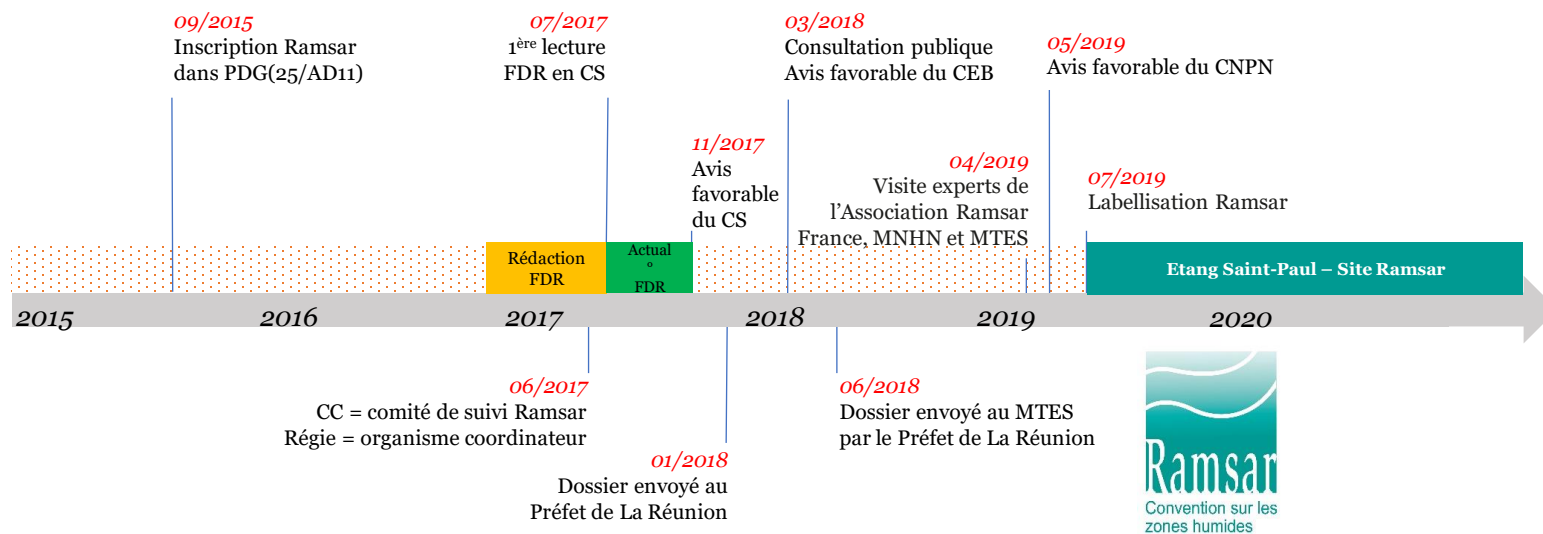 09/2015
Inscription Ramsar
dans PDG(25/AD11)
07/2017
1ère lecture
FDR en CS
03/2018
Consultation publique
Avis favorable du CEB
05/2019
Avis favorable du CNPN
11/2017
Avis
favorable
du CS
04/2019
Visite experts de
l'Association Ramsar
France, MNHN et MTES
07/2019
Labellisation Ramsar
Rédaction
FDR
Actual
°
FDR
Etang Saint-Paul – Site Ramsar
2015
2016
2017
2018
2019
2020
06/2017
CC = comité de suivi Ramsar
Régie = organisme coordinateur
01/2018
Dossier envoyé au
Préfet de La Réunion
06/2018
Dossier envoyé au MTES
par le Préfet de La Réunion
Ramsar
Convention sur les
zones humides